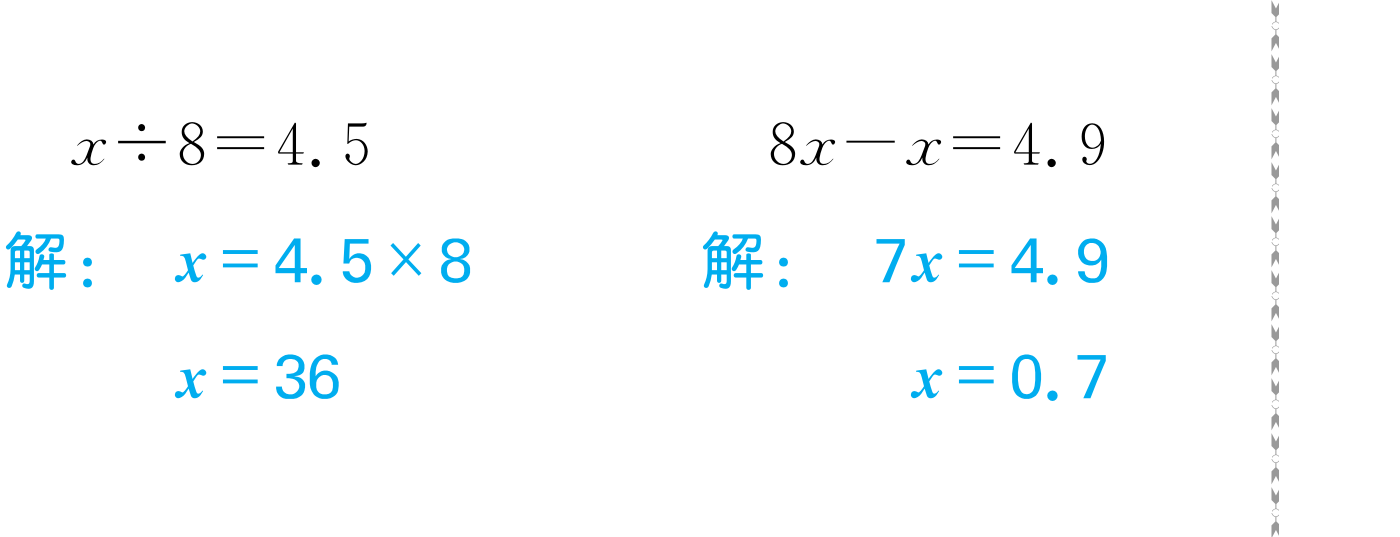 x÷8=4.5
解: x=4.5×8
x=36
8x-x=4.9
解: 7x=4.9
x=0.7